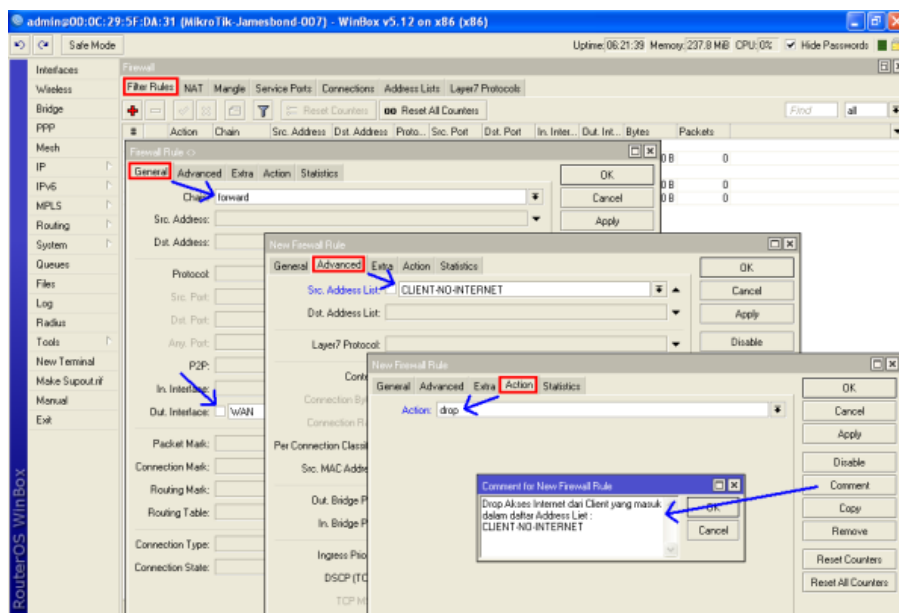 admin@00:0C:29:5F:DA:31 (MikroTik-Jamesbond-007) - WinBox v5.12 on x86 (x86)
Safe Mode
Uptime: 06:21:39 Memory: 237.8 MiB CPU: 0% Hide Passwords
Interfaces
Wireless
Bridge
PPP
Mesh
IP
IPv6
MPLS
Routing
System
Queues
Files
Log
Radius
Tools
New Terminal
Make Supout.rif
Manual
Exit
RouterOS WinBox
Firewall
Filter Rules NAT Mangle Service Ports Connections Address Lists Layer7 Protocols
Reset Counters 00 Reset All Counters Find all
# Action Chain Src. Address Dst. Address Proto... Src. Port Dst. Port In. Inter... Out. Int... Bytes Packets
0 B 0
0 B 0
0 B 0
Firewall Rule <>
General Advanced Extra Action Statistics
Chain: forward
Src. Address:
Dst. Address:
Protocol:
Src. Port:
Dst. Port:
Any. Port:
P2P:
In. Interface:
Out. Interface: WAN
Packet Mark:
Connection Mark:
Routing Mark:
Routing Table:
Connection Type:
Connection State:
OK
Cancel
Apply
New Firewall Rule
General Advanced Extra Action Statistics
Src. Address List: CLIENT-NO-INTERNET
Dst. Address List:
Layer7 Protocol:
Conte
Connection By
Connection R
Per Connection Classif
Src. MAC Addre
Out. Bridge P
In. Bridge P
Ingress Prio
DSCP (TO
TCP M
OK
Cancel
Apply
Disable
New Firewall Rule
General Advanced Extra Action Statistics
Action: drop
OK
Cancel
Apply
Disable
Comment
Copy
Remove
Reset Counters
Reset All Counters
Comment for New Firewall Rule
Drop Akses Internet dari Client yang masuk
dalam daftar Address List :
CLIENT-NO-INTERNET
OK
Cancel